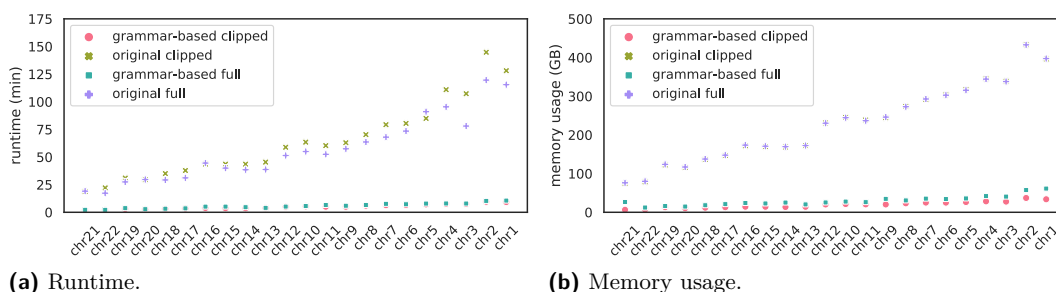 175
150
125
100
75
50
25
0
runtime (min)
grammar-based clipped
original clipped
grammar-based full
original full
chr21
chr22
chr19
chr20
chr18
chr17
chr16
chr15
chr14
chr13
chr12
chr10
chr11
chr9
chr8
chr7
chr6
chr5
chr4
chr3
chr2
chr1
(a) Runtime.
500
400
300
200
100
0
memory usage (GB)
grammar-based clipped
original clipped
grammar-based full
original full
chr21
chr22
chr19
chr20
chr18
chr17
chr16
chr15
chr14
chr13
chr12
chr10
chr11
chr9
chr8
chr7
chr6
chr5
chr4
chr3
chr2
chr1
(b) Memory usage.